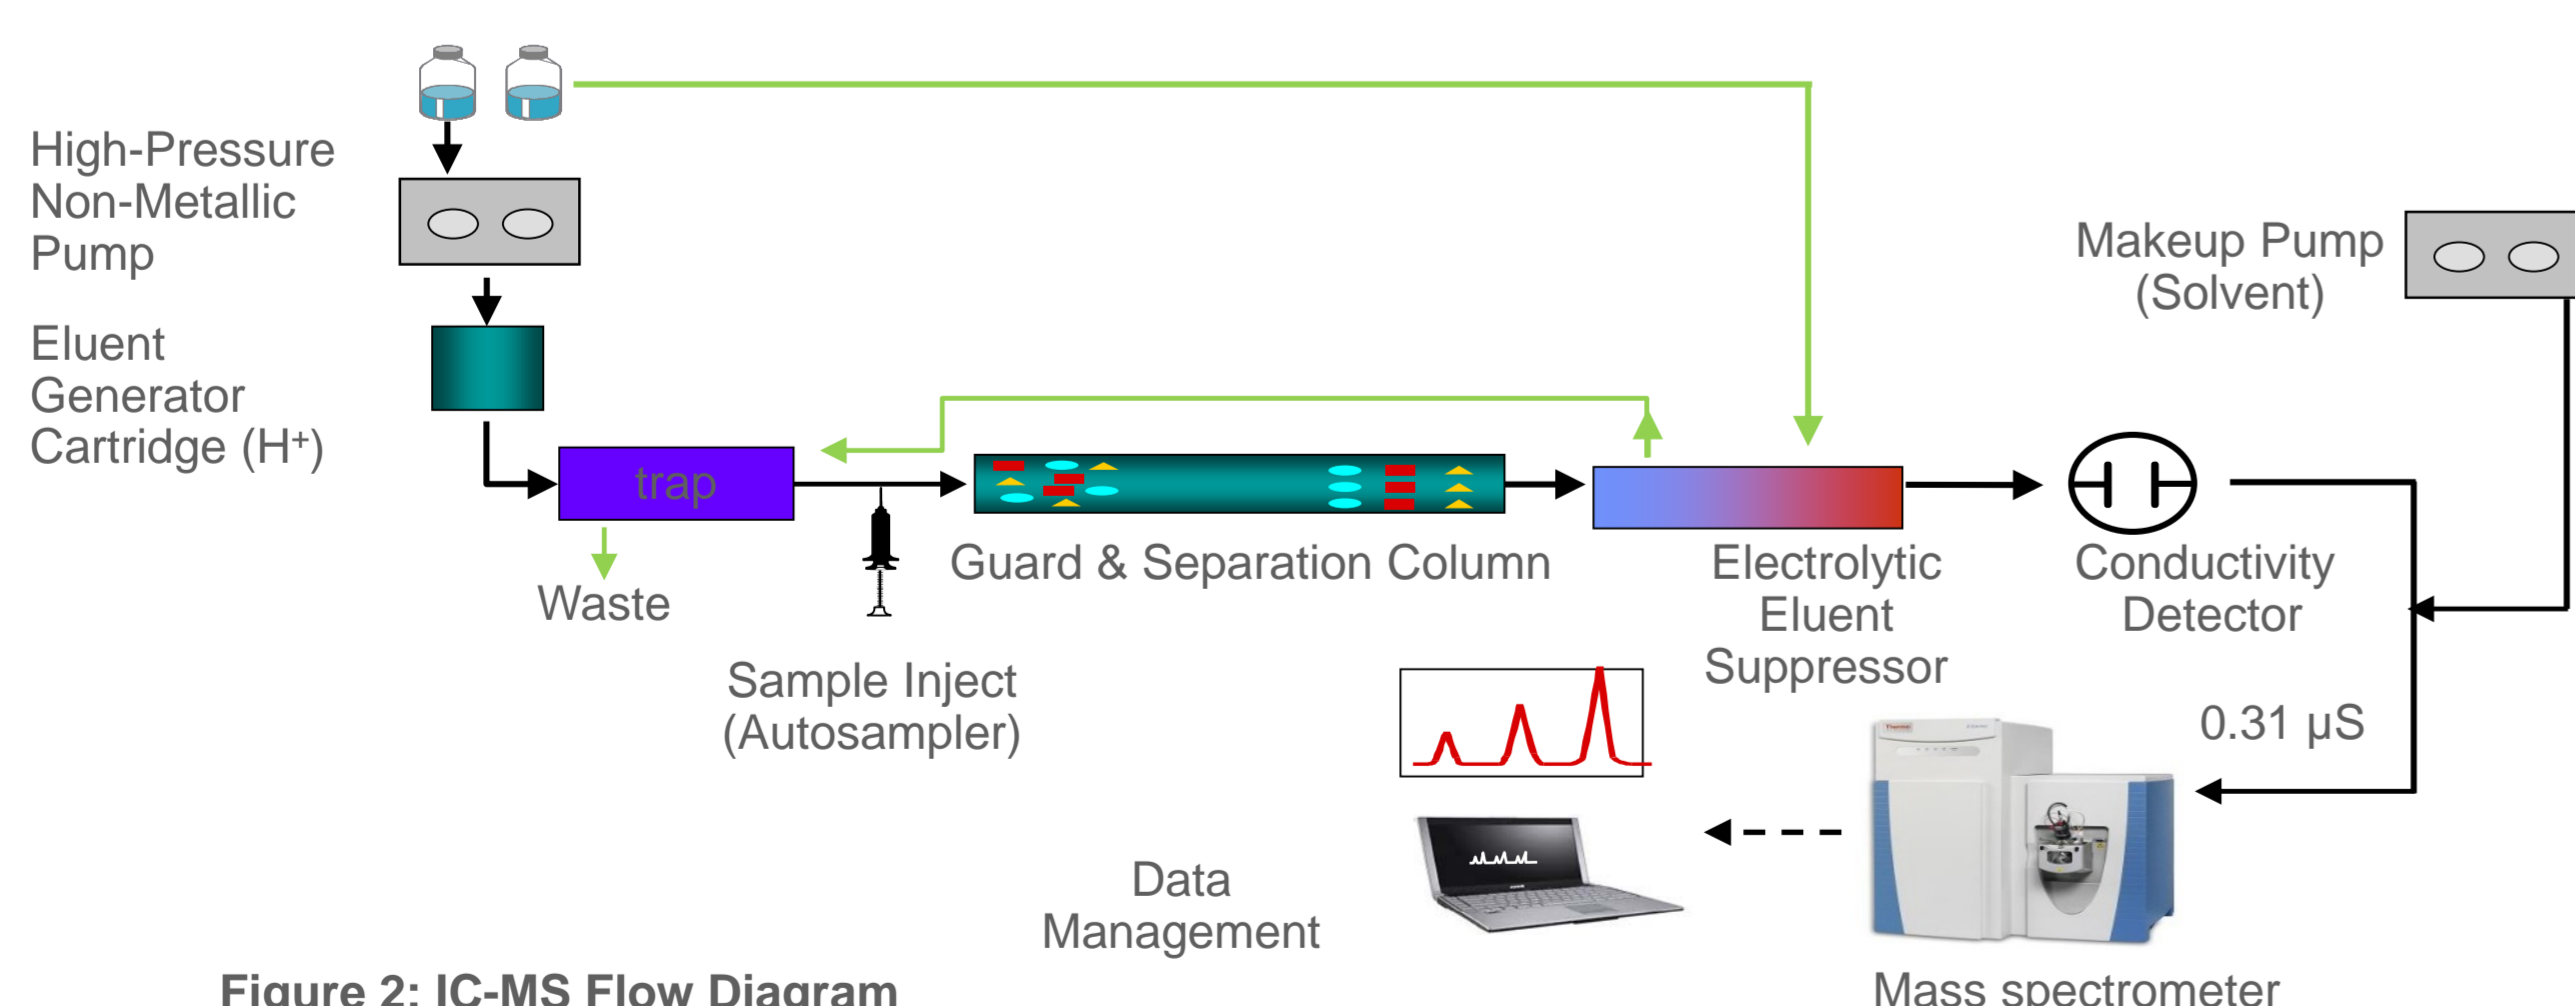 High-Pressure
Non-Metallic
Pump
Eluent
Generator
Cartridge (H⁺)
trap
Waste
Sample Inject
(Autosampler)
Guard & Separation Column
Electrolytic
Eluent
Suppressor
Conductivity
Detector
Makeup Pump
(Solvent)
0.31 µS
Thermo
Data
Management
Mass spectrometer
Figure 2: IC-MS Flow Diagram